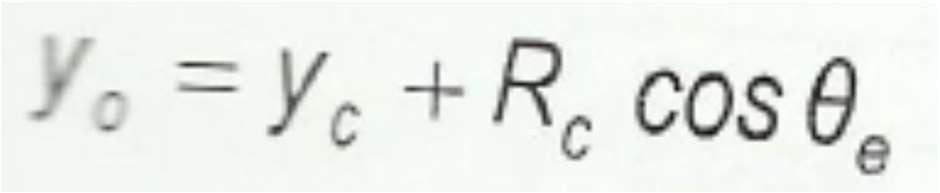 y_o = y_c + R_c cos θ_e